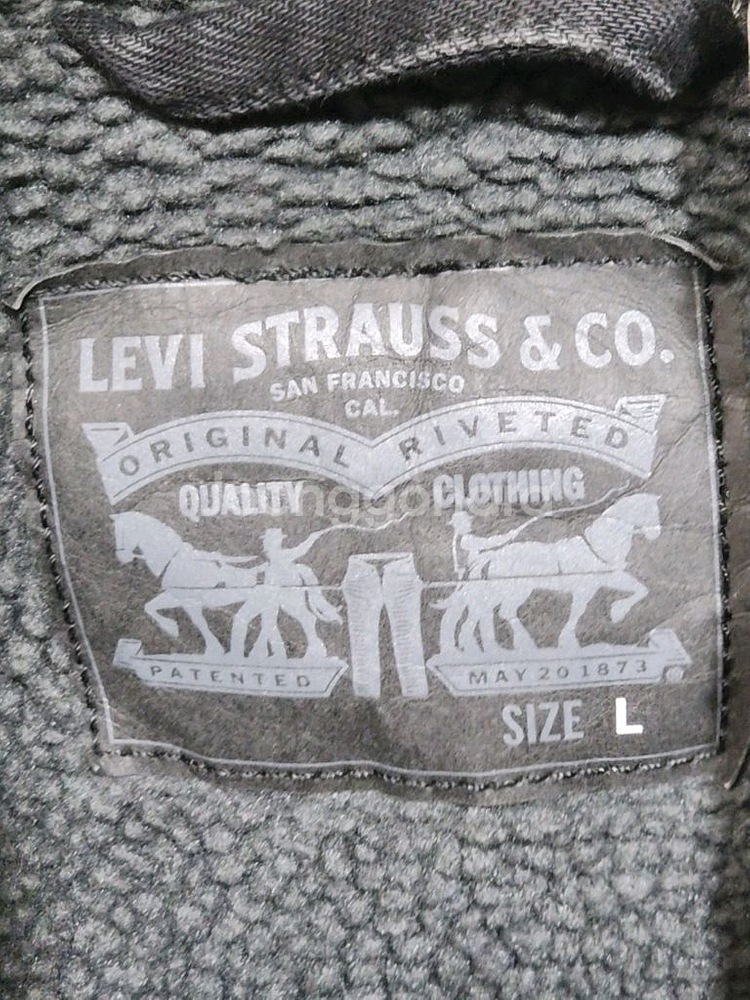 LEVI STRAUSS & CO.
SAN FRANCISCO
CAL.
ORIGINAL RIVETED
QUALITY CLOTHING
PATENTED MAY 20 1873
SIZE L